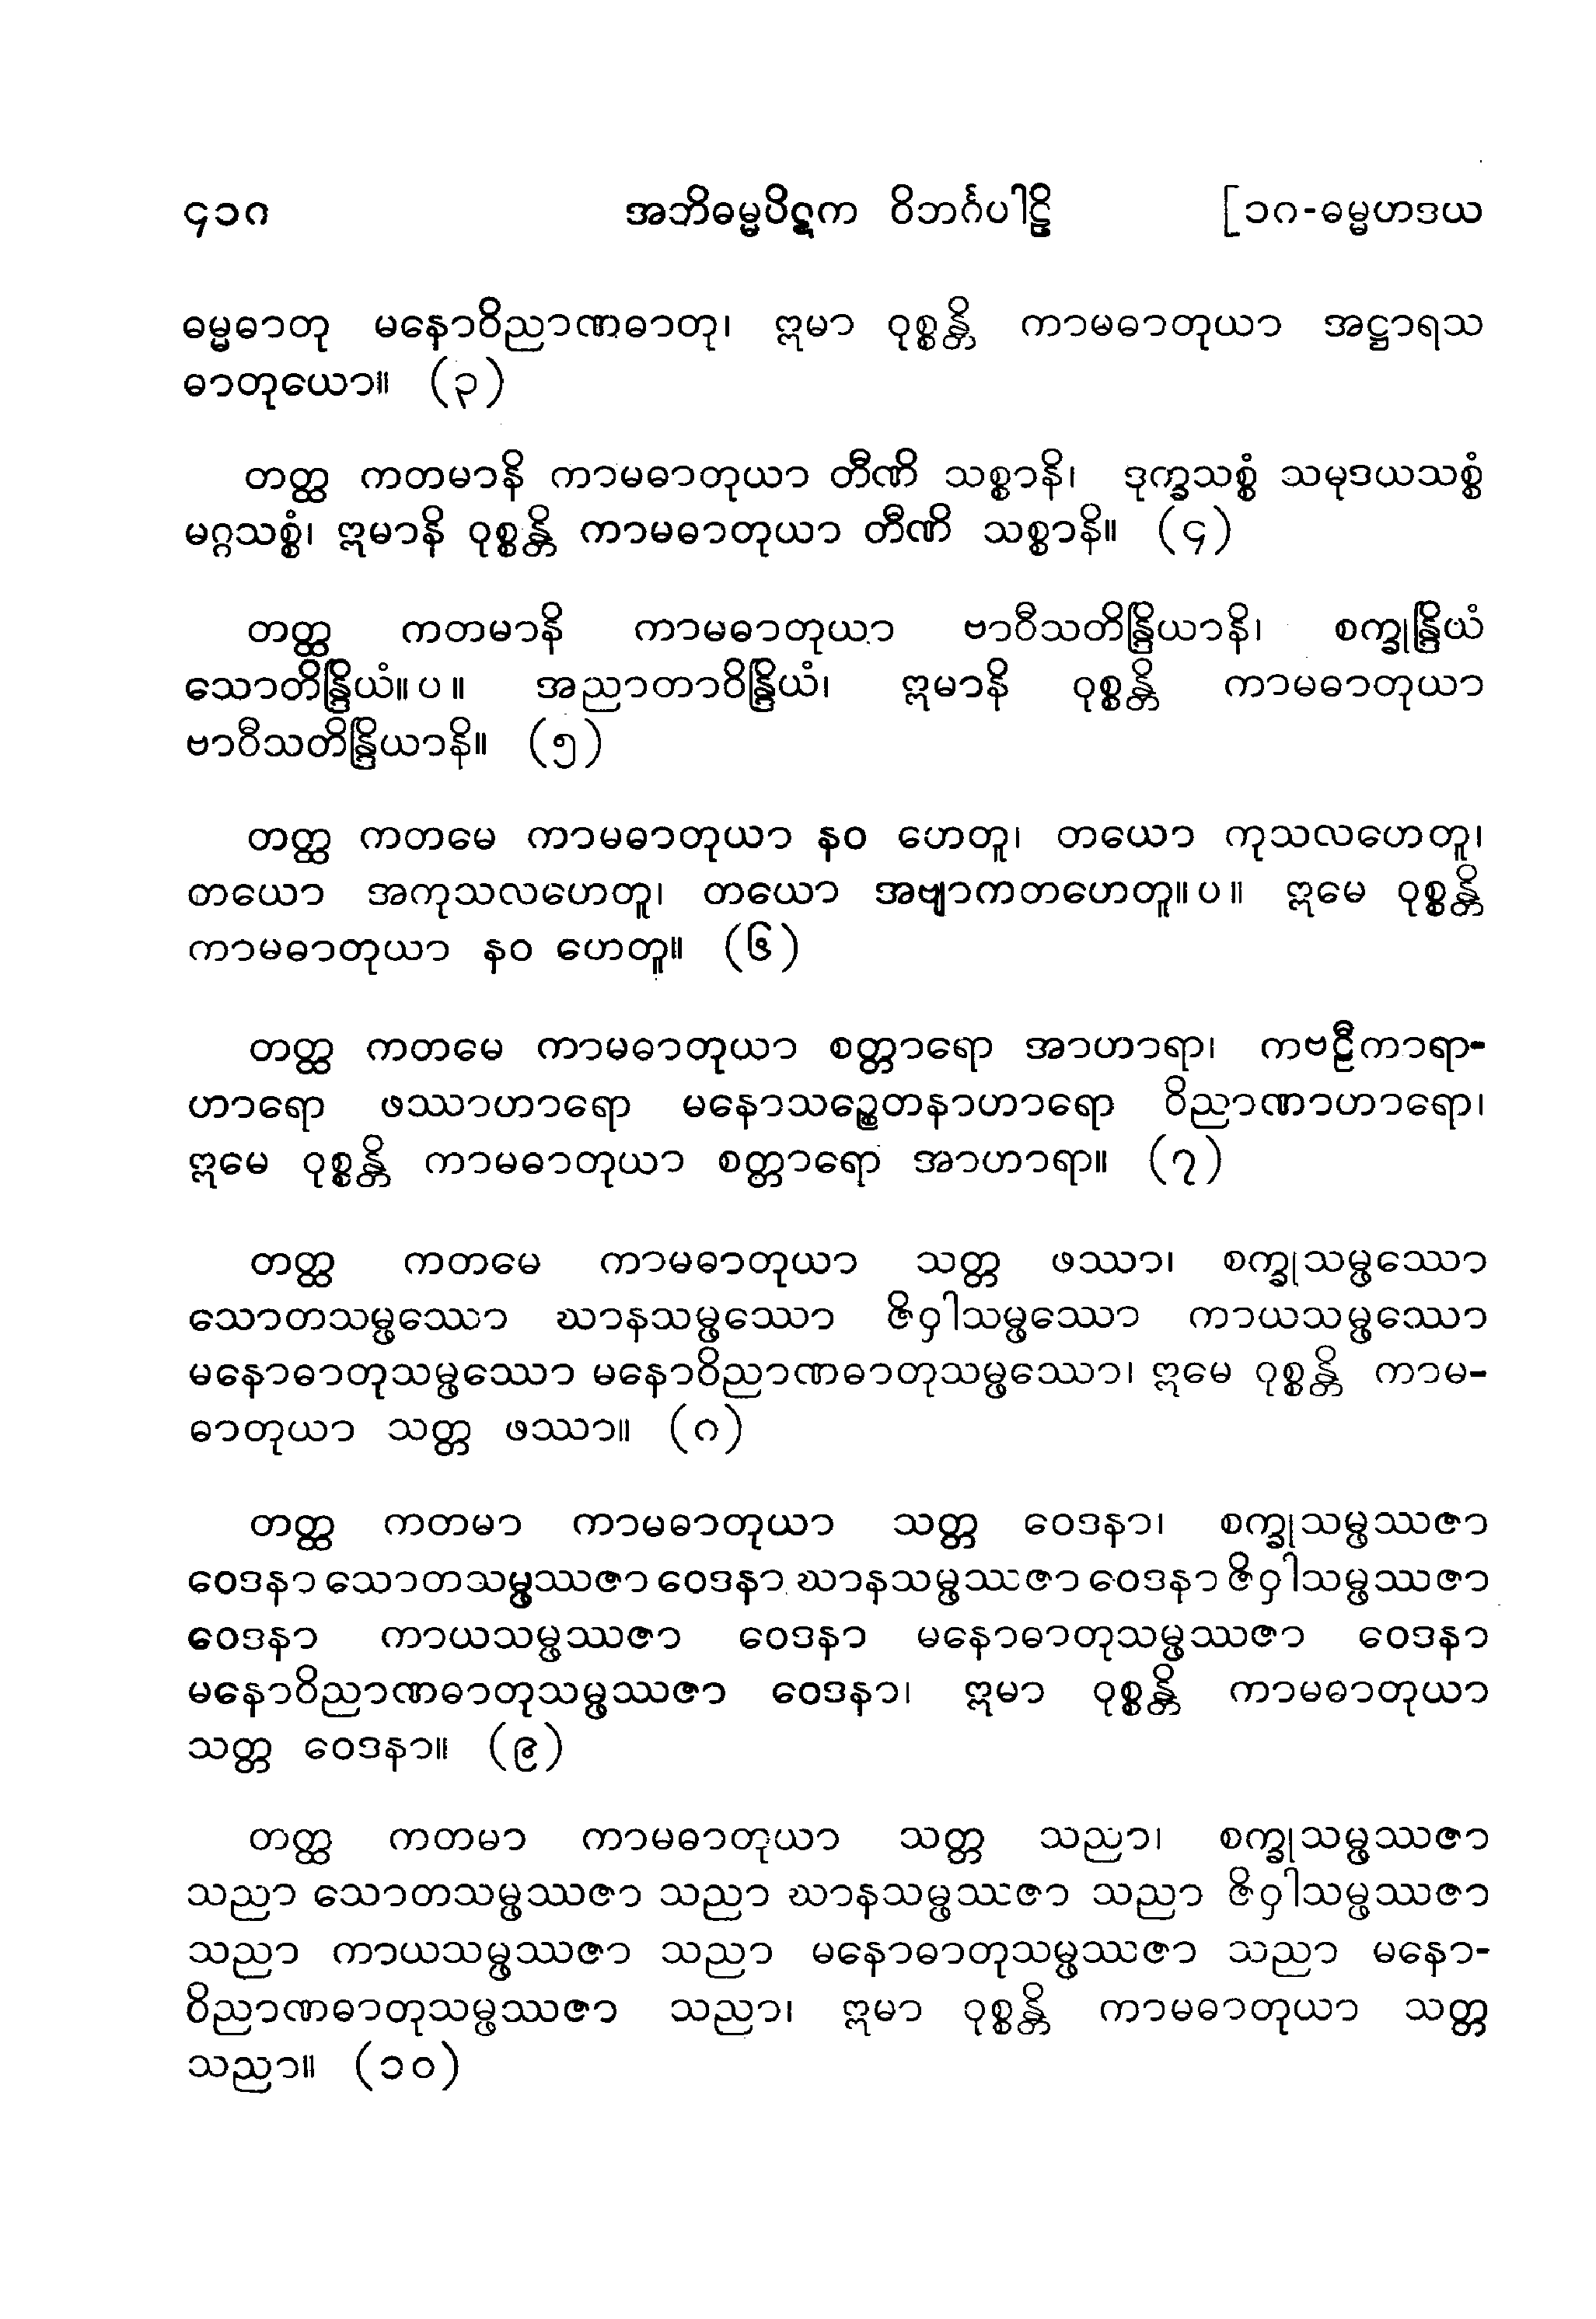 ၄၁ဂ အဘိဓမ္မပိဋက ဝိဘင်္ဂပါဠိ [၁ဂ-ဓမ္မဟဒယ
ဓမ္မဓာတု မနောဝိညာဏဓာတု၊ ဣမာ ဝုစ္စန္တိ ကာမဓာတုယာ အဋ္ဌာရသ
ဓာတုယော။ (၃)
တတ္ထ ကတမာနိ ကာမဓာတုယာ တီဏိ သစ္စာနိ၊ ဒုက္ခသစ္စံ သမုဒယသစ္စံ
မဂ္ဂသစ္စံ၊ ဣမာနိ ဝုစ္စန္တိ ကာမဓာတုယာ တီဏိ သစ္စာနိ။ (၄)
တတ္ထ ကတမာနိ ကာမဓာတုယာ ဗာဝီသတိန္ဒြိယာနိ၊ စက္ခုန္ဒြိယံ
သောတိန္ဒြိယံ။ပ။ အညာတာဝိန္ဒြိယံ၊ ဣမာနိ ဝုစ္စန္တိ ကာမဓာတုယာ
ဗာဝီသတိန္ဒြိယာနိ။ (၅)
တတ္ထ ကတမေ ကာမဓာတုယာ နဝ ဟေတူ၊ တယော ကုသလဟေတူ၊
တယော အကုသလဟေတူ၊ တယော အဗျာကတဟေတူ။ပ။ ဣမေ ဝုစ္စန္တိ
ကာမဓာတုယာ နဝ ဟေတူ။ (၆)
တတ္ထ ကတမေ ကာမဓာတုယာ စတ္တာရော အာဟာရာ၊ ကဗဠီကာရာ-
ဟာရော ဖဿာဟာရော မနောသဉ္စေတနာဟာရော ဝိညာဏာဟာရော၊
ဣမေ ဝုစ္စန္တိ ကာမဓာတုယာ စတ္တာရော အာဟာရာ။ (၇)
တတ္ထ ကတမေ ကာမဓာတုယာ သတ္တ ဖဿာ၊ စက္ခုသမ္ဖဿော
သောတသမ္ဖဿော ဃာနသမ္ဖဿော ဇိဝှါသမ္ဖဿော ကာယသမ္ဖဿော
မနောဓာတုသမ္ဖဿော မနောဝိညာဏဓာတုသမ္ဖဿော၊ ဣမေ ဝုစ္စန္တိ ကာမ-
ဓာတုယာ သတ္တ ဖဿာ။ (ဂ)
တတ္ထ ကတမာ ကာမဓာတုယာ သတ္တ ဝေဒနာ၊ စက္ခုသမ္ဖဿဇာ
ဝေဒနာ သောတသမ္ဖဿဇာ ဝေဒနာ ဃာနသမ္ဖဿဇာ ဝေဒနာ ဇိဝှါသမ္ဖဿဇာ
ဝေဒနာ ကာယသမ္ဖဿဇာ ဝေဒနာ မနောဓာတုသမ္ဖဿဇာ ဝေဒနာ
မနောဝိညာဏဓာတုသမ္ဖဿဇာ ဝေဒနာ၊ ဣမာ ဝုစ္စန္တိ ကာမဓာတုယာ
သတ္တ ဝေဒနာ။ (၉)
တတ္ထ ကတမာ ကာမဓာတုယာ သတ္တ သညာ၊ စက္ခုသမ္ဖဿဇာ
သညာ သောတသမ္ဖဿဇာ သညာ ဃာနသမ္ဖဿဇာ သညာ ဇိဝှါသမ္ဖဿဇာ
သညာ ကာယသမ္ဖဿဇာ သညာ မနောဓာတုသမ္ဖဿဇာ သညာ မနော-
ဝိညာဏဓာတုသမ္ဖဿဇာ သညာ၊ ဣမာ ဝုစ္စန္တိ ကာမဓာတုယာ သတ္တ
သညာ။ (၁၀)